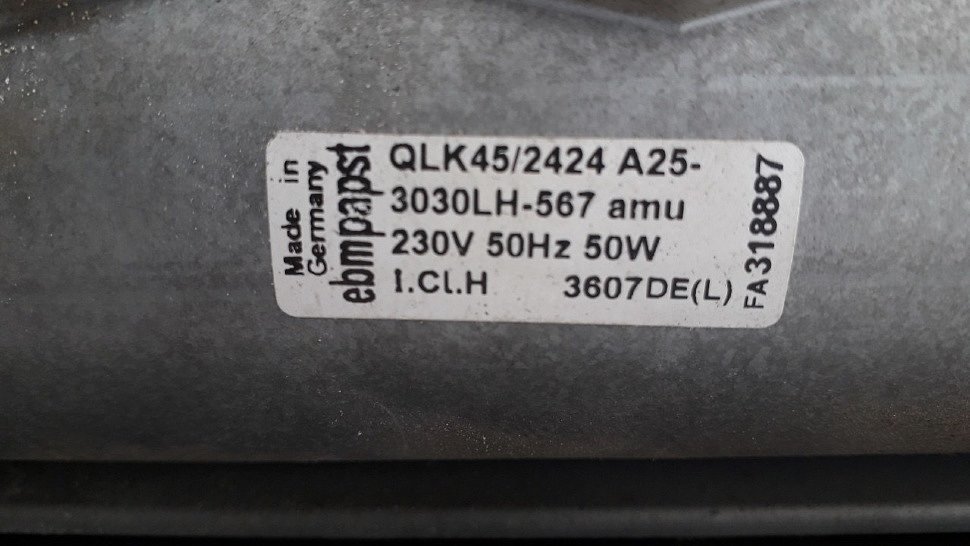 Made in
Germany
ebmpapst
QLK45/2424 A25-
3030LH-567 amu
230V 50Hz 50W
I.Cl.H 3607DE(L)
FA318887